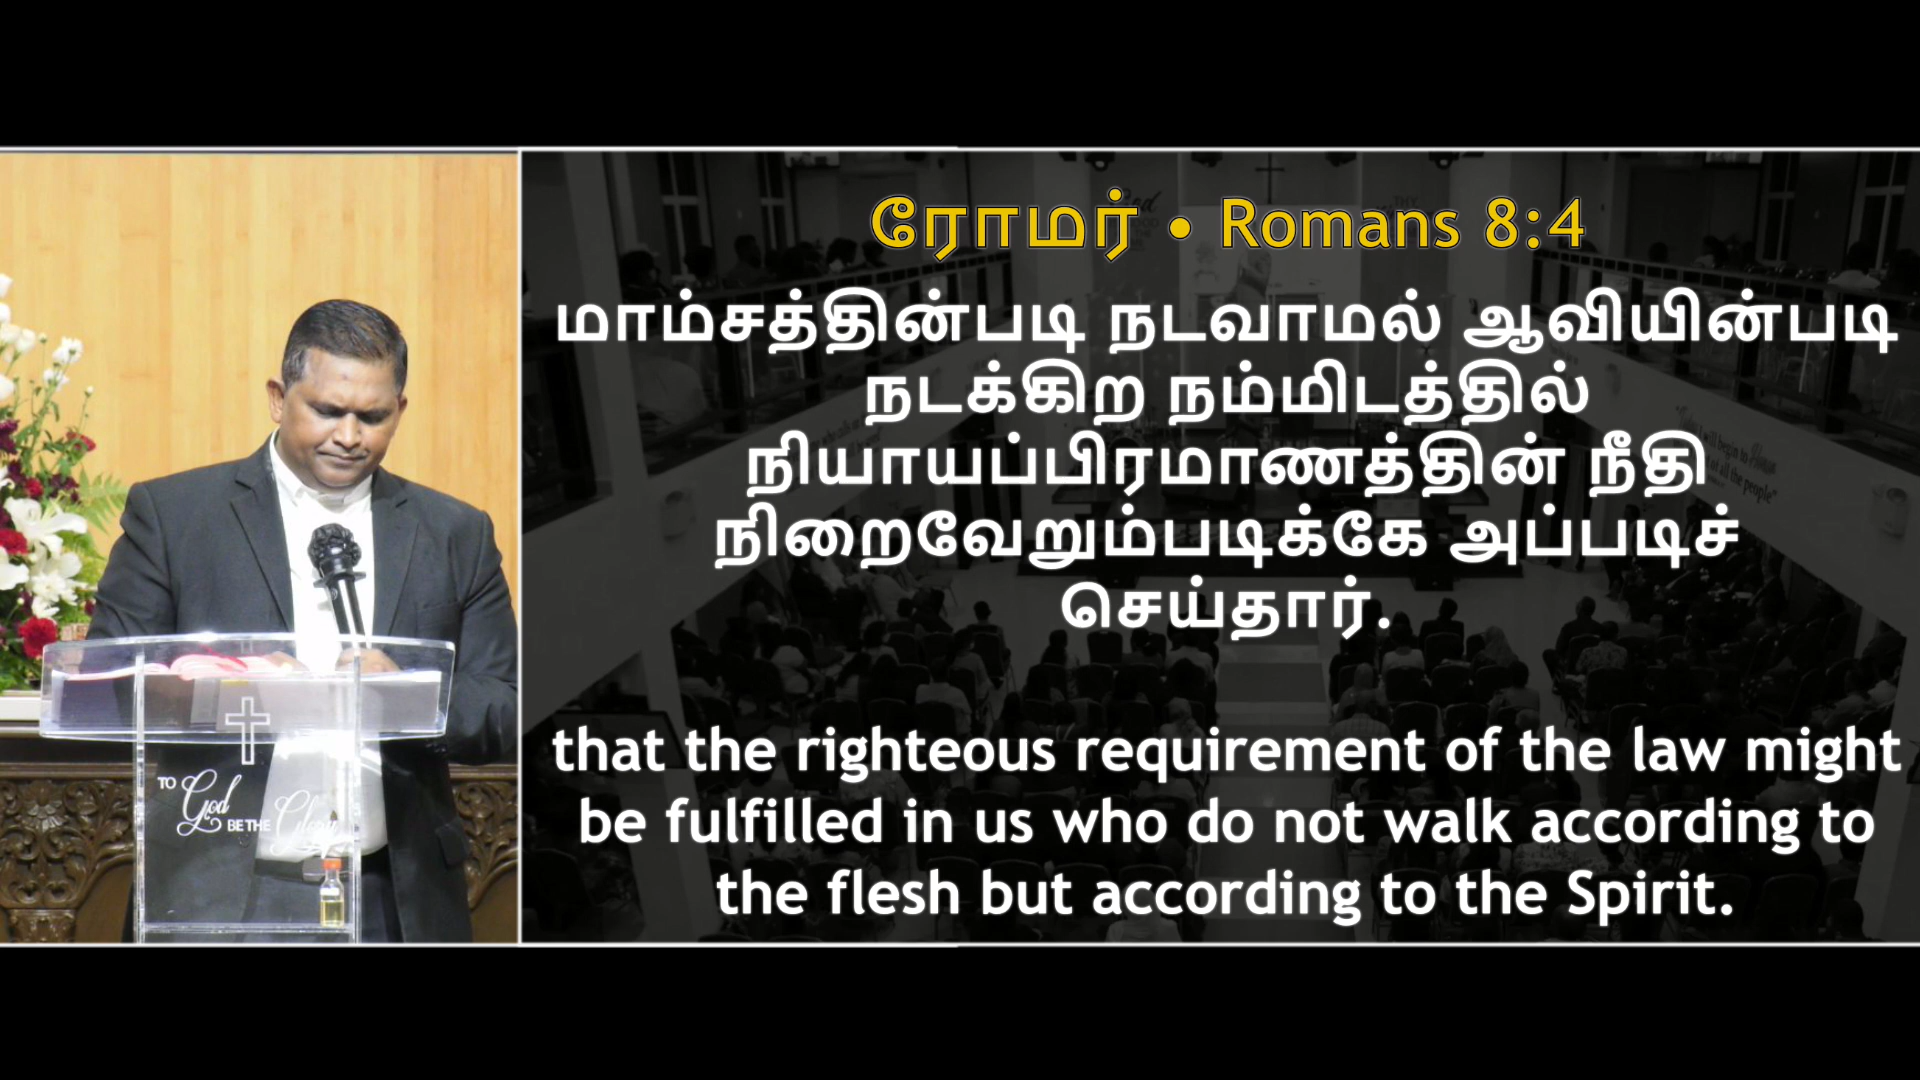 ரோமர் • Romans 8:4
மாம்சத்தின்படி நடவாமல் ஆவியின்படி
நடக்கிற நம்மிடத்தில்
நியாயப்பிரமாணத்தின் நீதி
நிறைவேறும்படிக்கே அப்படிச்
செய்தார்.
that the righteous requirement of the law might
be fulfilled in us who do not walk according to
the flesh but according to the Spirit.
TO God BE THE Glory